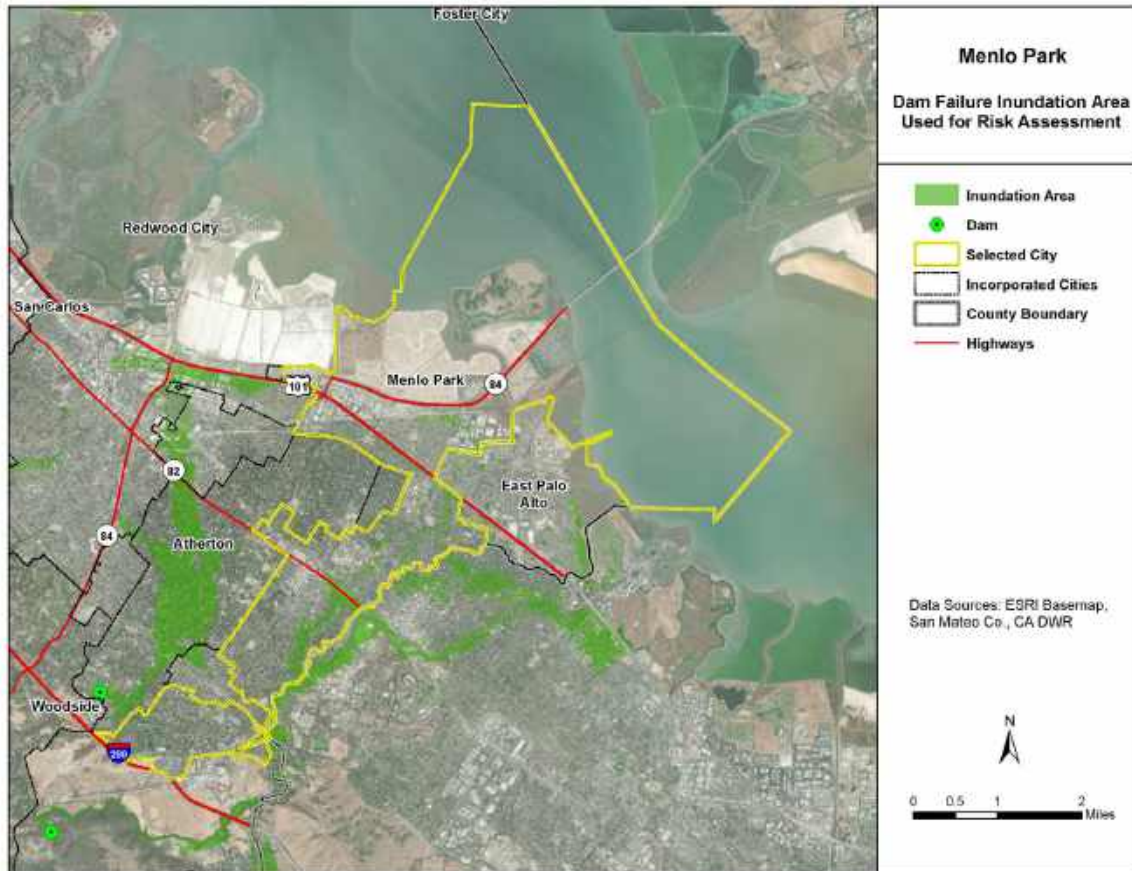 Foster City
Redwood City
San Carlos
101
Menlo Park
84
82
East Palo
Alto
84
Atherton
Woodside
280
Menlo Park
Dam Failure Inundation Area
Used for Risk Assessment
Inundation Area
Dam
Selected City
Incorporated Cities
County Boundary
Highways
Data Sources: ESRI Basemap,
San Mateo Co., CA DWR
N
0 0.5 1 2
Miles